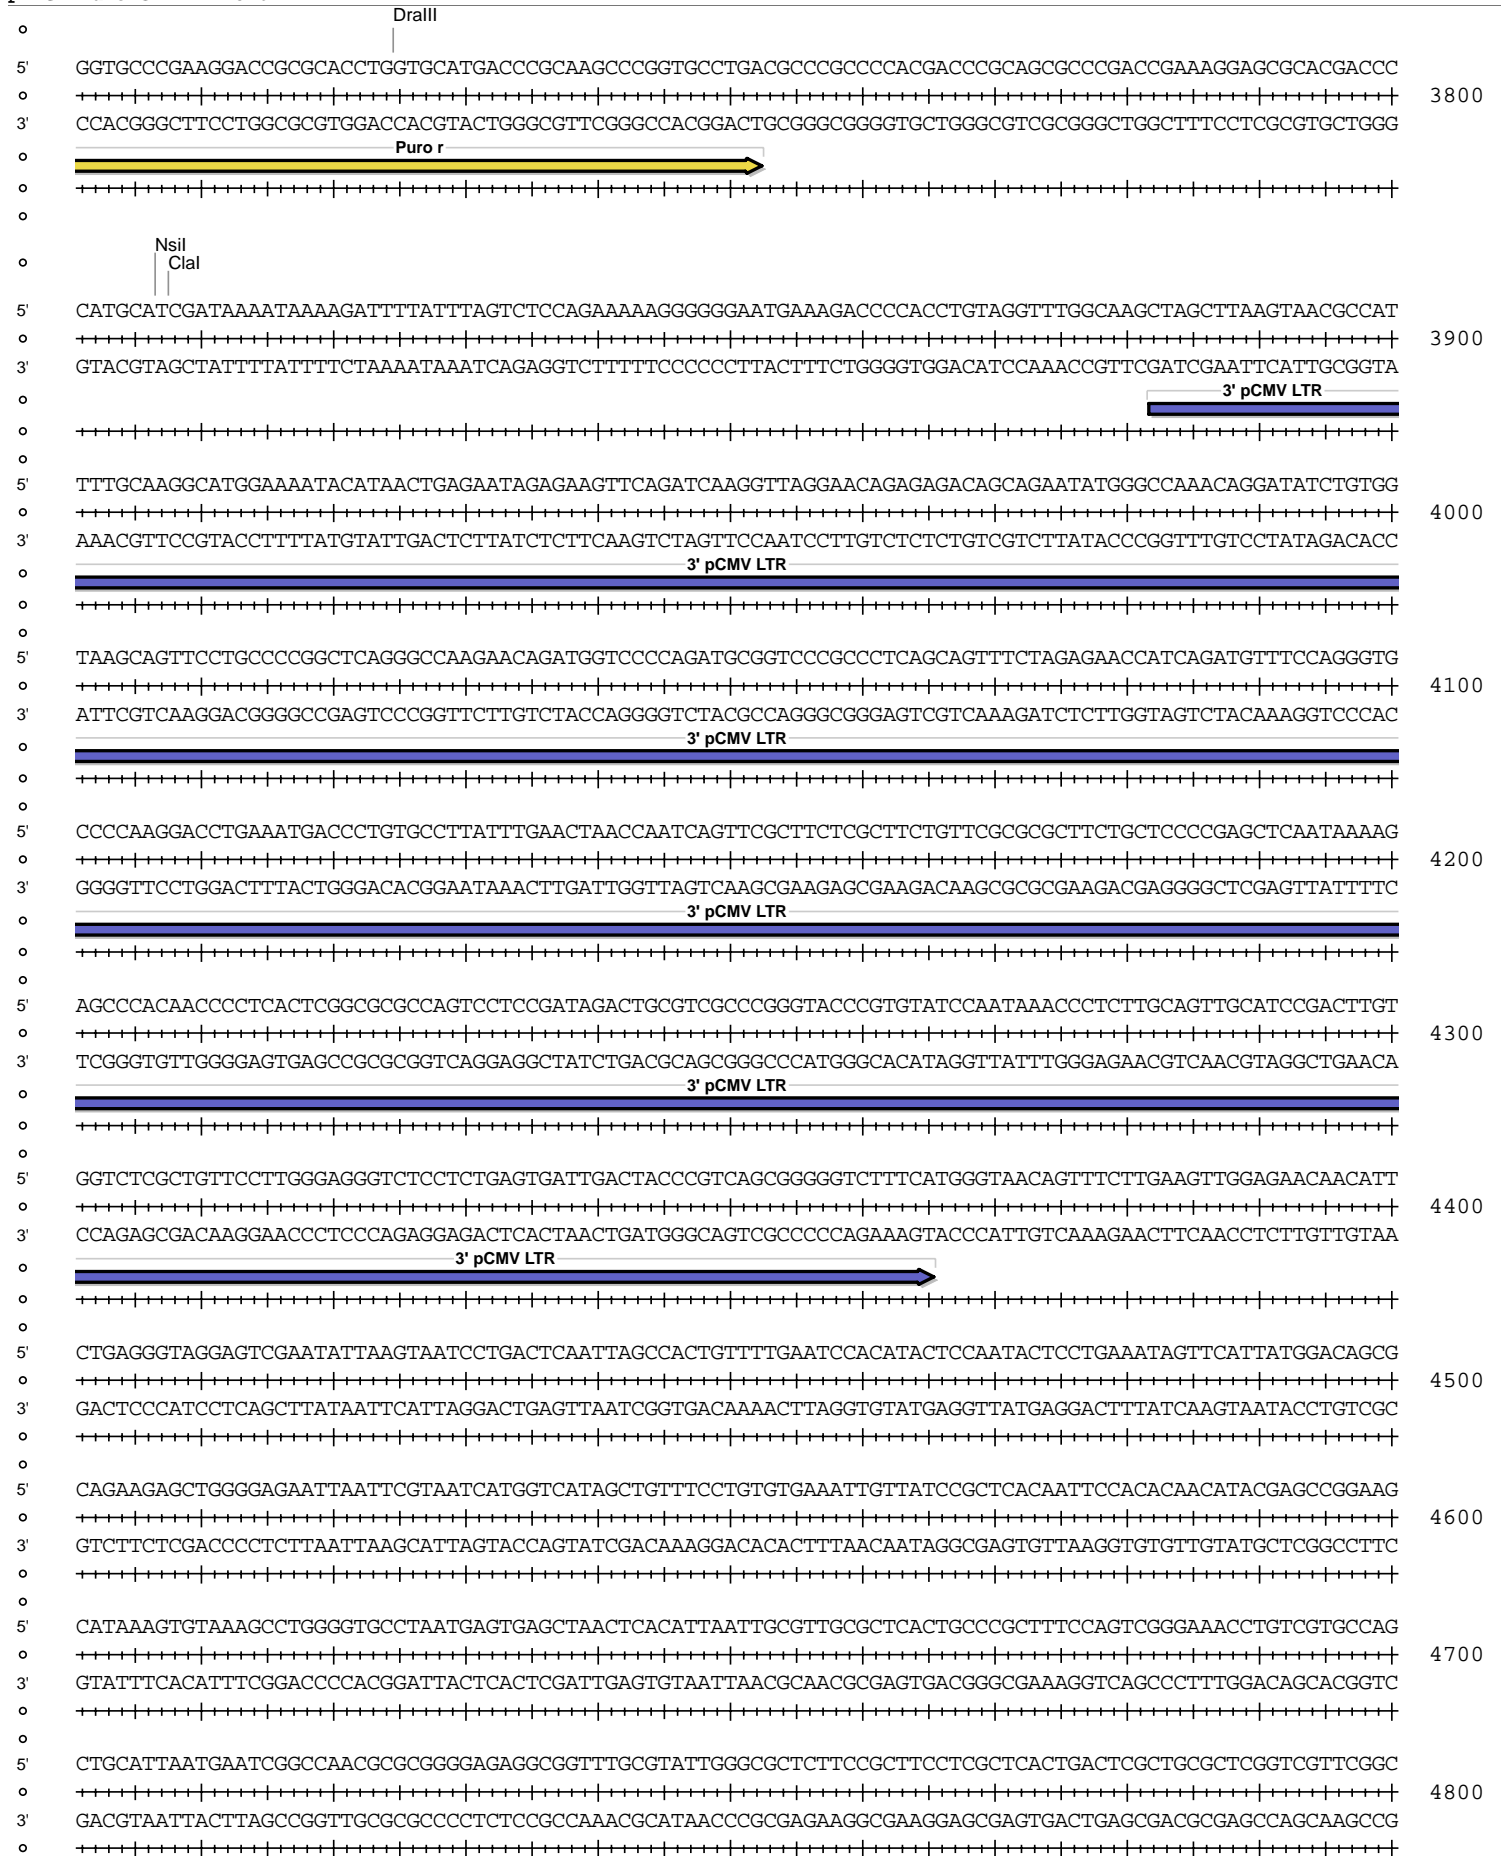 DraIII
5' GGTGCCCGAAGGACCGCGCACCTGGTGCATGACCCGCAAGCCCGGTGCCTGACGCCCGCCCCACGACCCGCAGCGCCCGACCGAAAGGAGCGCACGACCC
3800
3' CCACGGGCTTCCTGGCGCGTGGACCACGTACTGGGCGTTCGGGCCACGGACTGCGGGCGGGGTGCTGGGCGTCGCGGGCTGGCTTTCCTCGCGTGCTGGG
Puro r
NsiI
ClaI
5' CATGCATCGATAAAATAAAAGATTTTATTTAGTCTCCAGAAAAAGGGGGGAATGAAAGACCCCACCTGTAGGTTTGGCAAGCTAGCTTAAGTAACGCCAT
3900
3' GTACGTAGCTATTTTATTTTCTAAAATAAATCAGAGGTCTTTTTCCCCCCTTACTTTCTGGGGTGGACATCCAAACCGTTCGATCGAATTCATTGCGGTA
3' pCMV LTR
5' TTTGCAAGGCATGGAAAATACATAACTGAGAATAGAGAAGTTCAGATCAAGGTTAGGAACAGAGAGACAGCAGAATATGGGCCAAACAGGATATCTGTGG
4000
3' AAACGTTCCGTACCTTTTATGTATTGACTCTTATCTCTTCAAGTCTAGTTCCAATCCTTGTCTCTCTGTCGTCTTATACCCGGTTTGTCCTATAGACACC
3' pCMV LTR
5' TAAGCAGTTCCTGCCCCGGCTCAGGGCCAAGAACAGATGGTCCCCAGATGCGGTCCCGCCCTCAGCAGTTTCTAGAGAACCATCAGATGTTTCCAGGGTG
4100
3' ATTCGTCAAGGACGGGGCCGAGTCCCGGTTCTTGTCTACCAGGGGTCTACGCCAGGGCGGGAGTCGTCAAAGATCTCTTGGTAGTCTACAAAGGTCCCAC
3' pCMV LTR
5' CCCCAAGGACCTGAAATGACCCTGTGCCTTATTTGAACTAACCAATCAGTTCGCTTCTCGCTTCTGTTCGCGCGCTTCTGCTCCCCGAGCTCAATAAAAG
4200
3' GGGGTTCCTGGACTTTACTGGGACACGGAATAAACTTGATTGGTTAGTCAAGCGAAGAGCGAAGACAAGCGCGCGAAGACGAGGGGCTCGAGTTATTTTC
3' pCMV LTR
5' AGCCCACAACCCCTCACTCGGCGCGCCAGTCCTCCGATAGACTGCGTCGCCCGGGTACCCGTGTATCCAATAAACCCTCTTGCAGTTGCATCCGACTTGT
4300
3' TCGGGTGTTGGGGAGTGAGCCGCGCGGTCAGGAGGCTATCTGACGCAGCGGGCCCATGGGCACATAGGTTATTTGGGAGAACGTCAACGTAGGCTGAACA
3' pCMV LTR
5' GGTCTCGCTGTTCCTTGGGAGGGTCTCCTCTGAGTGATTGACTACCCGTCAGCGGGGGTCTTTCATGGGTAACAGTTTCTTGAAGTTGGAGAACAACATT
4400
3' CCAGAGCGACAAGGAACCCTCCCAGAGGAGACTCACTAACTGATGGGCAGTCGCCCCCAGAAAGTACCCATTGTCAAAGAACTTCAACCTCTTGTTGTAA
3' pCMV LTR
5' CTGAGGGTAGGAGTCGAATATTAAGTAATCCTGACTCAATTAGCCACTGTTTTGAATCCACATACTCCAATACTCCTGAAATAGTTCATTATGGACAGCG
4500
3' GACTCCCATCCTCAGCTTATAATTCATTAGGACTGAGTTAATCGGTGACAAAACTTAGGTGTATGAGGTTATGAGGACTTTATCAAGTAATACCTGTCGC
5' CAGAAGAGCTGGGGAGAATTAATTCGTAATCATGGTCATAGCTGTTTCCTGTGTGAAATTGTTATCCGCTCACAATTCCACACAACATACGAGCCGGAAG
4600
3' GTCTTCTCGACCCCTCTTAATTAAGCATTAGTACCAGTATCGACAAAGGACACACTTTAACAATAGGCGAGTGTTAAGGTGTGTTGTATGCTCGGCCTTC
5' CATAAAGTGTAAAGCCTGGGGTGCCTAATGAGTGAGCTAACTCACATTAATTGCGTTGCGCTCACTGCCCGCTTTCCAGTCGGGAAACCTGTCGTGCCAG
4700
3' GTATTTCACATTTCGGACCCCACGGATTACTCACTCGATTGAGTGTAATTAACGCAACGCGAGTGACGGGCGAAAGGTCAGCCCTTTGGACAGCACGGTC
5' CTGCATTAATGAATCGGCCAACGCGCGGGGAGAGGCGGTTTGCGTATTGGGCGCTCTTCCGCTTCCTCGCTCACTGACTCGCTGCGCTCGGTCGTTCGGC
4800
3' GACGTAATTACTTAGCCGGTTGCGCGCCCCTCTCCGCCAAACGCATAACCCGCGAGAAGGCGAAGGAGCGAGTGACTGAGCGACGCGAGCCAGCAAGCCG